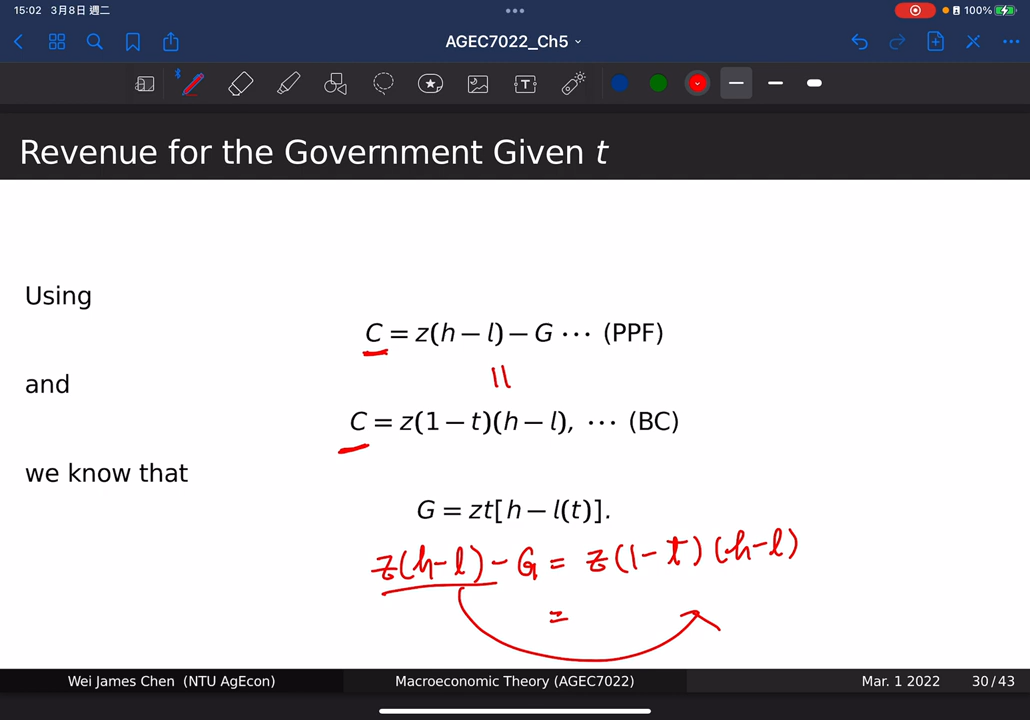 15:02 3月8日 週二 100%
AGEC7022_Ch5
Revenue for the Government Given t
Using
C = z(h − l) − G ⋯ (PPF)
||
and
C = z(1 − t)(h − l), ⋯ (BC)
we know that
G = zt[h − l(t)].
z(h−l) − G = z(1−t)(h−l)
=
Wei James Chen (NTU AgEcon) Macroeconomic Theory (AGEC7022) Mar. 1 2022 30/43